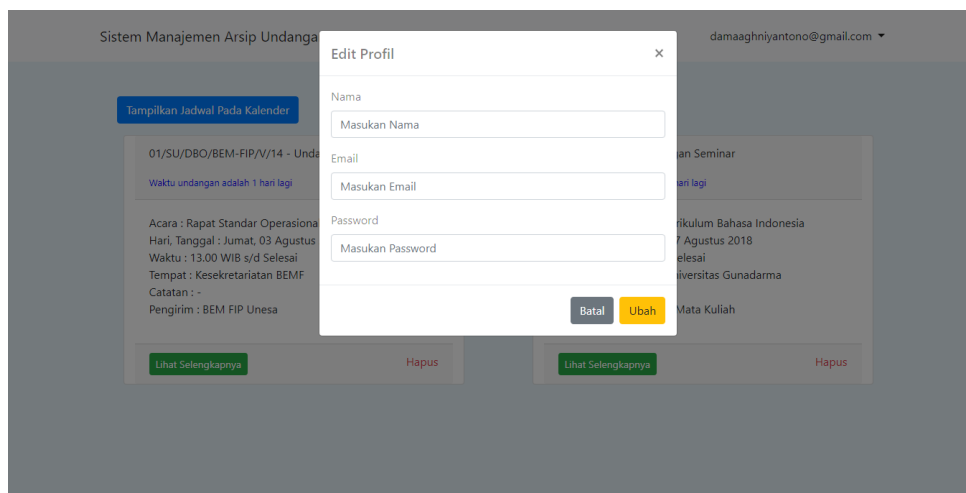 Sistem Manajemen Arsip Undanga
damaaghniyantono@gmail.com
Edit Profil
×
Nama
Masukan Nama
Email
Masukan Email
Password
Masukan Password
Batal
Ubah
Tampilkan Jadwal Pada Kalender
01/SU/DBO/BEM-FIP/V/14 - Unda
Waktu undangan adalah 1 hari lagi
Acara : Rapat Standar Operasiona
Hari, Tanggal : Jumat, 03 Agustus
Waktu : 13.00 WIB s/d Selesai
Tempat : Kesekretariatan BEMF
Catatan : -
Pengirim : BEM FIP Unesa
Lihat Selengkapnya
Hapus
gan Seminar
hari lagi
rikulum Bahasa Indonesia
7 Agustus 2018
elesai
iversitas Gunadarma
Mata Kuliah
Lihat Selengkapnya
Hapus